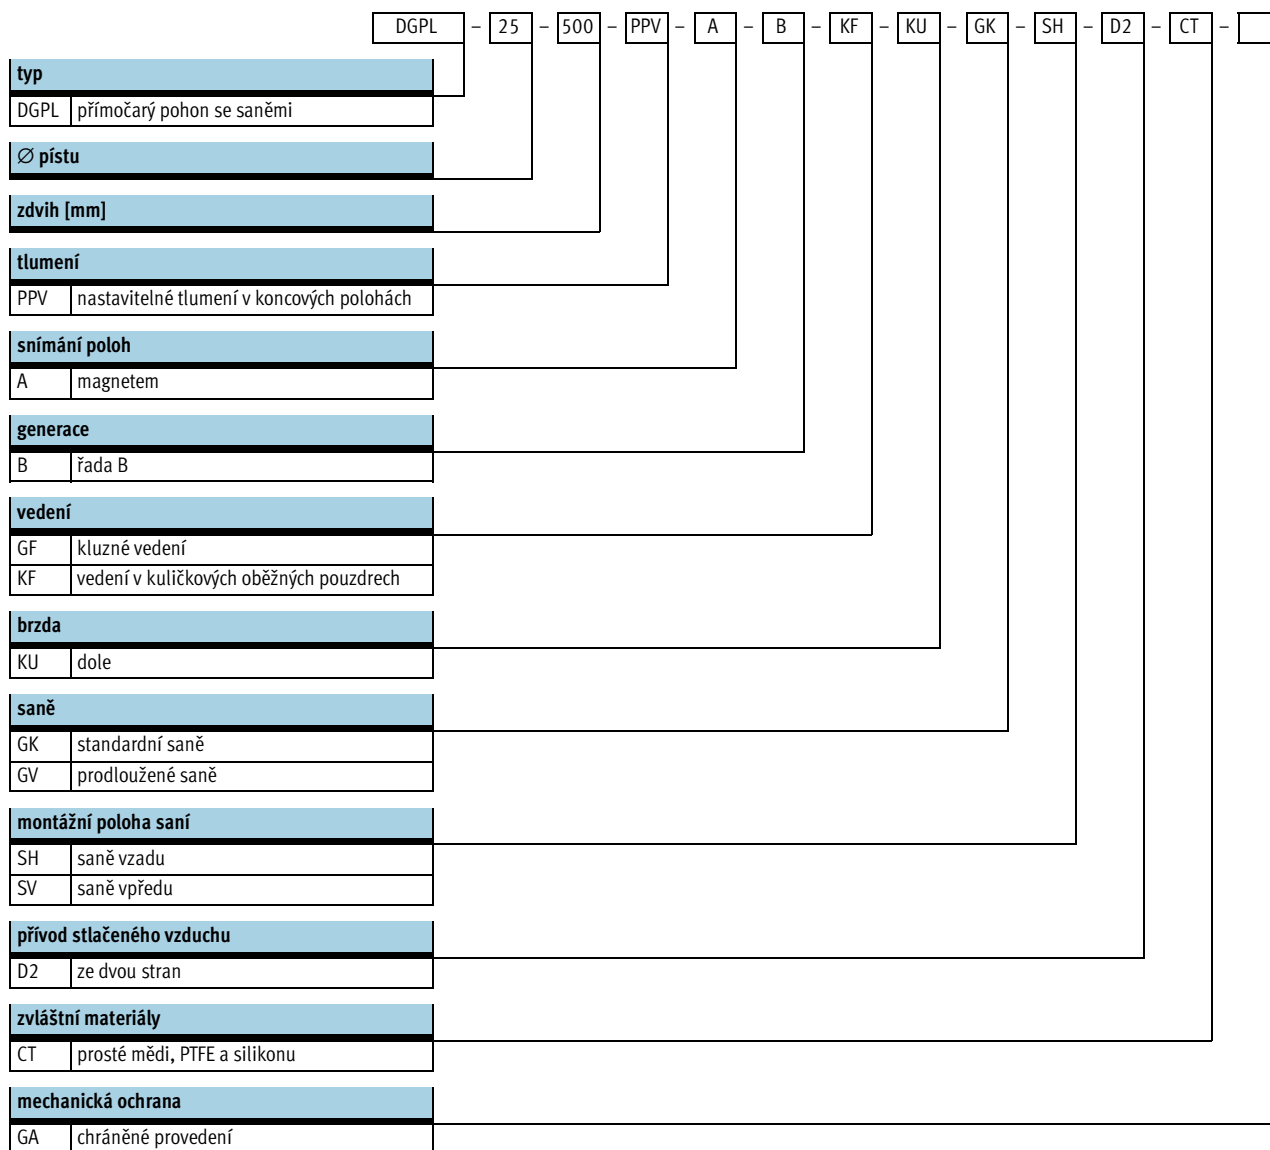 DGPL – 25 – 500 – PPV – A – B – KF – KU – GK – SH – D2 – CT –
typ
DGPL přímočarý pohon se saněmi
∅ pístu
zdvih [mm]
tlumení
PPV nastavitelné tlumení v koncových polohách
snímání poloh
A magnetem
generace
B řada B
vedení
GF kluzné vedení
KF vedení v kuličkových oběžných pouzdrech
brzda
KU dole
saně
GK standardní saně
GV prodloužené saně
montážní poloha saní
SH saně vzadu
SV saně vpředu
přívod stlačeného vzduchu
D2 ze dvou stran
zvláštní materiály
CT prosté mědi, PTFE a silikonu
mechanická ochrana
GA chráněné provedení